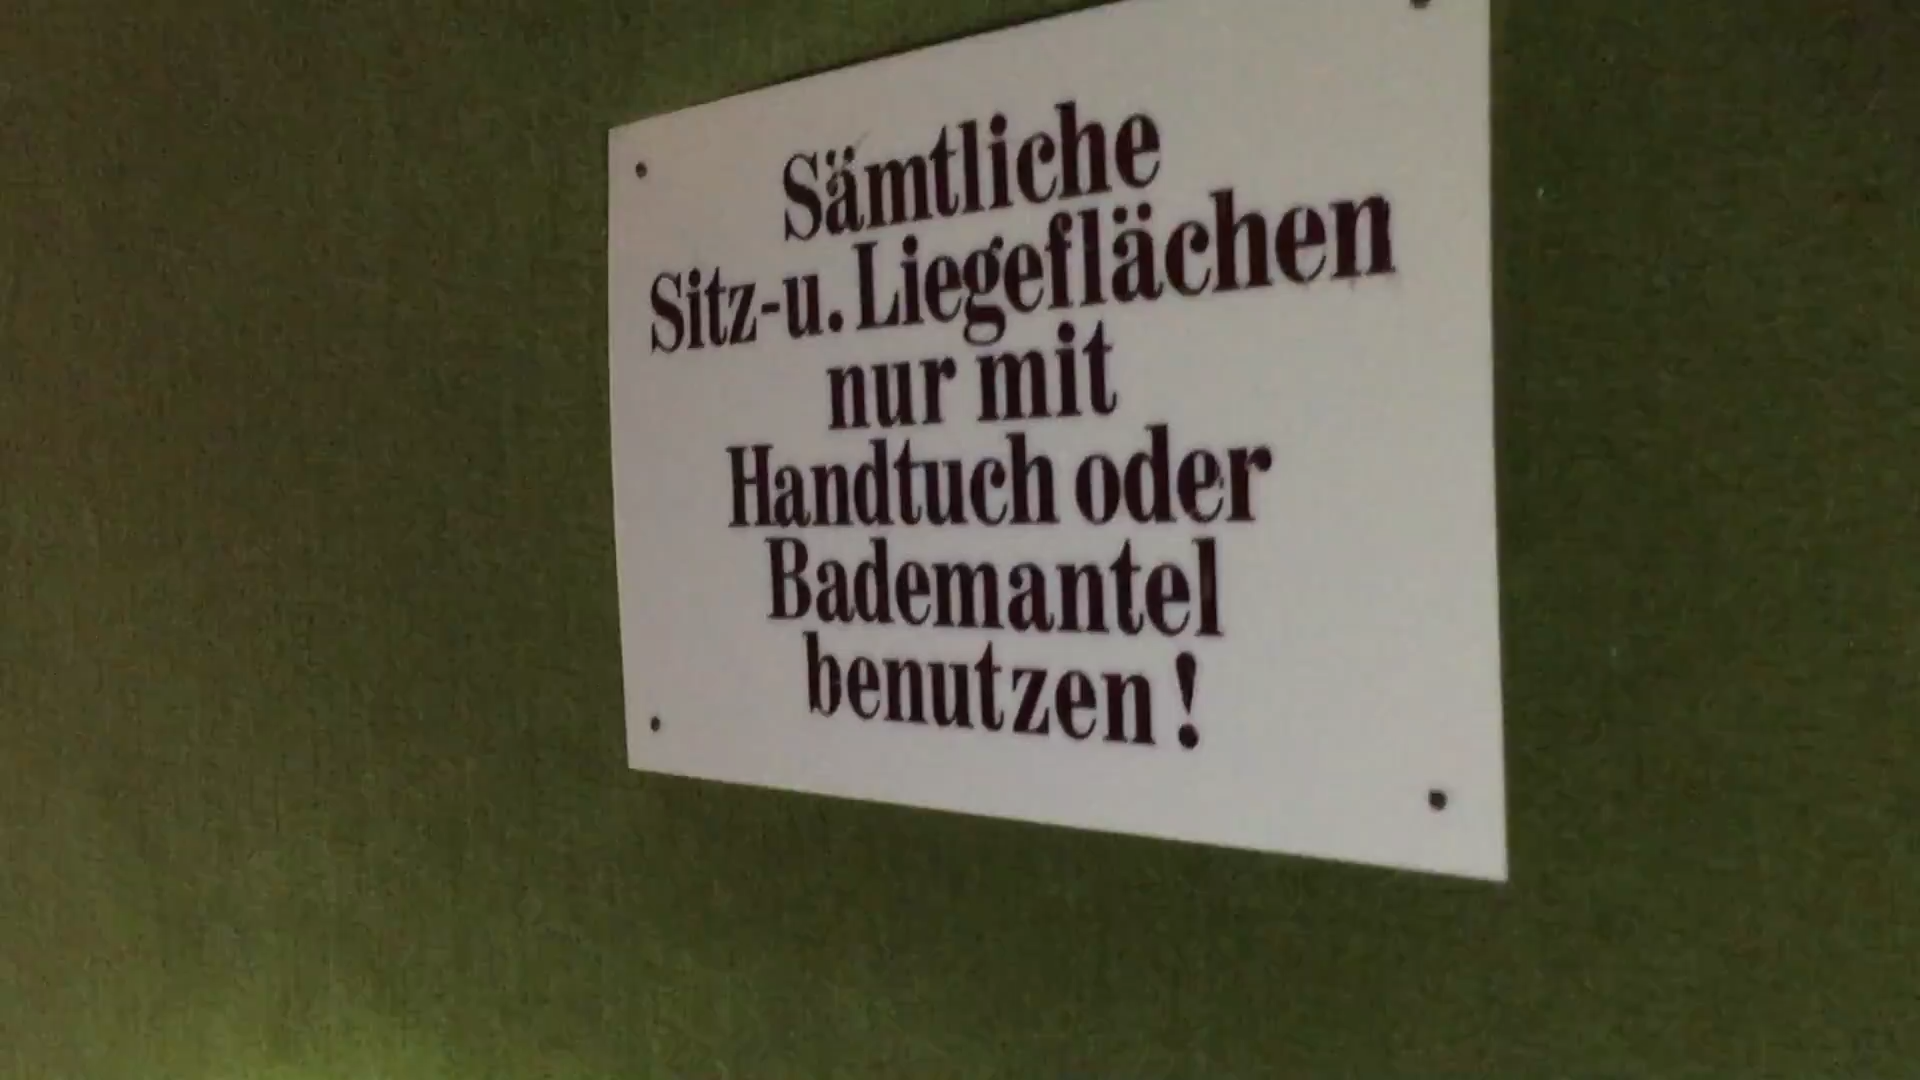 Sämtliche
Sitz-u. Liegeflächen
nur mit
Handtuch oder
Bademantel
benutzen!